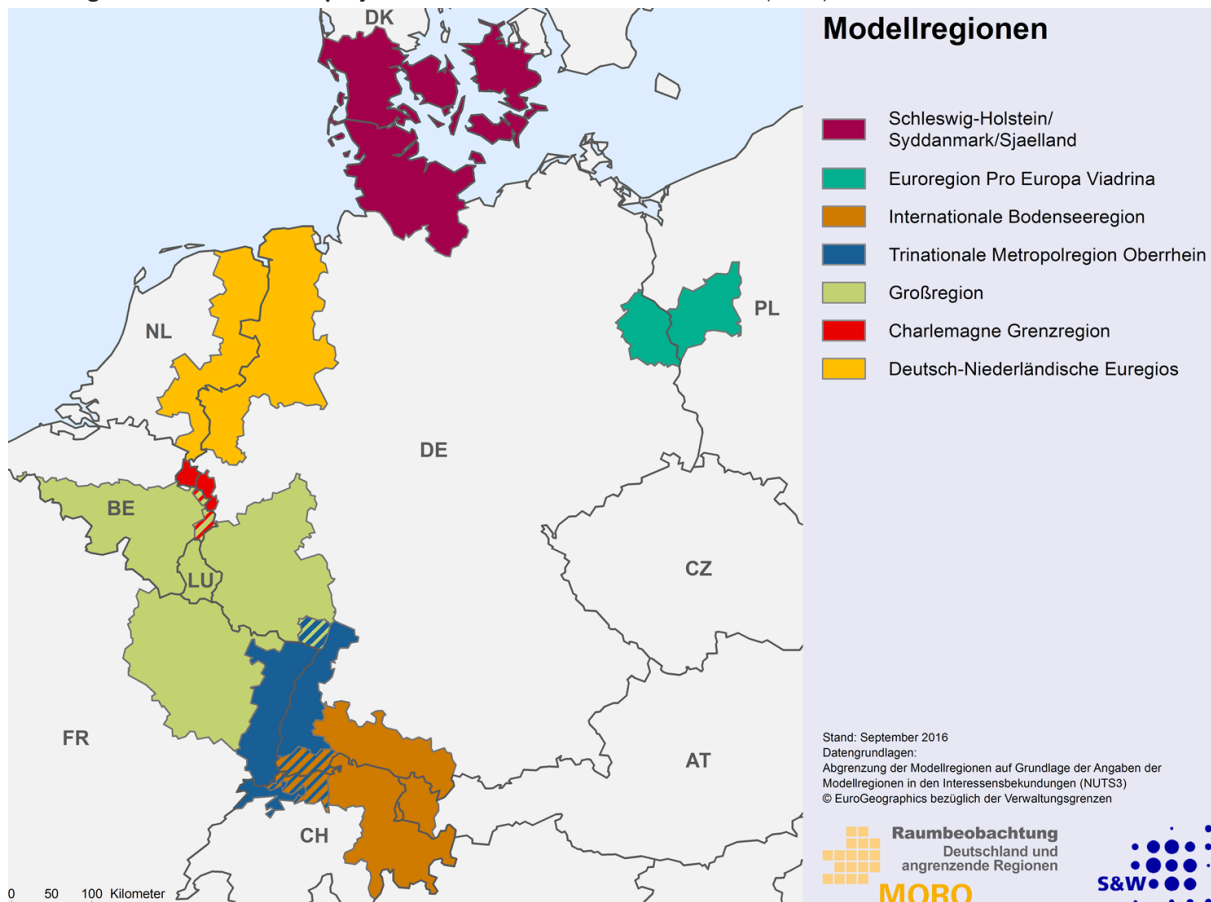 DK
NL
PL
DE
BE
LU
CZ
FR
AT
CH
0 50 100 Kilometer
Modellregionen
Schleswig-Holstein/
Syddanmark/Sjaelland
Euroregion Pro Europa Viadrina
Internationale Bodenseeregion
Trinationale Metropolregion Oberrhein
Großregion
Charlemagne Grenzregion
Deutsch-Niederländische Euregios
Stand: September 2016
Datengrundlagen:
Abgrenzung der Modellregionen auf Grundlage der Angaben der
Modellregionen in den Interessensbekundungen (NUTS3)
© EuroGeographics bezüglich der Verwaltungsgrenzen
Raumbeobachtung
Deutschland und
angrenzende Regionen
MORO
S&W